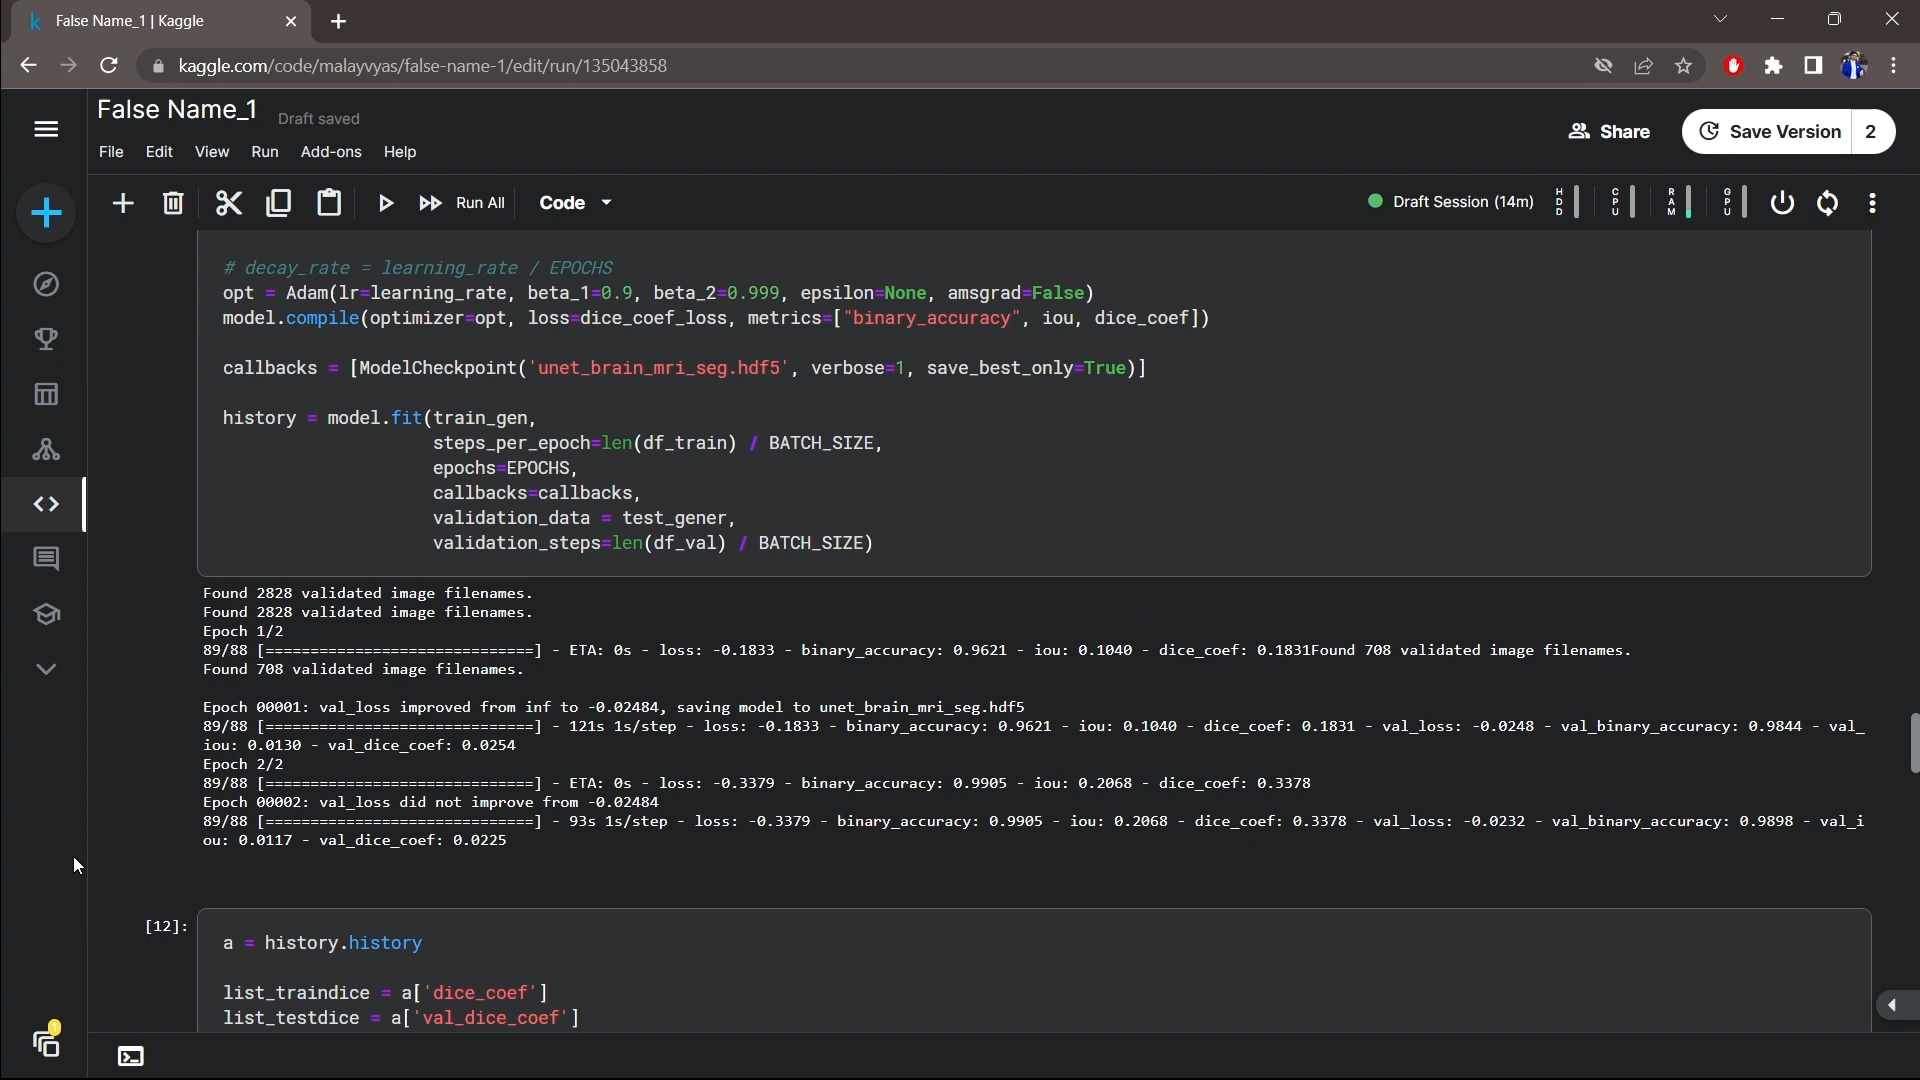 False Name_1 | Kaggle
kaggle.com/code/malayvyas/false-name-1/edit/run/135043858
False Name_1 Draft saved
File Edit View Run Add-ons Help
Share
Save Version 2
Run All Code
Draft Session (14m) HDD CPU RAM GPU
# decay_rate = learning_rate / EPOCHS
opt = Adam(lr=learning_rate, beta_1=0.9, beta_2=0.999, epsilon=None, amsgrad=False)
model.compile(optimizer=opt, loss=dice_coef_loss, metrics=["binary_accuracy", iou, dice_coef])
callbacks = [ModelCheckpoint('unet_brain_mri_seg.hdf5', verbose=1, save_best_only=True)]
history = model.fit(train_gen,
steps_per_epoch=len(df_train) / BATCH_SIZE,
epochs=EPOCHS,
callbacks=callbacks,
validation_data = test_gener,
validation_steps=len(df_val) / BATCH_SIZE)
Found 2828 validated image filenames.
Found 2828 validated image filenames.
Epoch 1/2
89/88 [==============================] - ETA: 0s - loss: -0.1833 - binary_accuracy: 0.9621 - iou: 0.1040 - dice_coef: 0.1831Found 708 validated image filenames.
Found 708 validated image filenames.
Epoch 00001: val_loss improved from inf to -0.02484, saving model to unet_brain_mri_seg.hdf5
89/88 [==============================] - 121s 1s/step - loss: -0.1833 - binary_accuracy: 0.9621 - iou: 0.1040 - dice_coef: 0.1831 - val_loss: -0.0248 - val_binary_accuracy: 0.9844 - val_
iou: 0.0130 - val_dice_coef: 0.0254
Epoch 2/2
89/88 [==============================] - ETA: 0s - loss: -0.3379 - binary_accuracy: 0.9905 - iou: 0.2068 - dice_coef: 0.3378
Epoch 00002: val_loss did not improve from -0.02484
89/88 [==============================] - 93s 1s/step - loss: -0.3379 - binary_accuracy: 0.9905 - iou: 0.2068 - dice_coef: 0.3378 - val_loss: -0.0232 - val_binary_accuracy: 0.9898 - val_i
ou: 0.0117 - val_dice_coef: 0.0225
[12]:
a = history.history
list_traindice = a['dice_coef']
list_testdice = a['val_dice_coef']
1